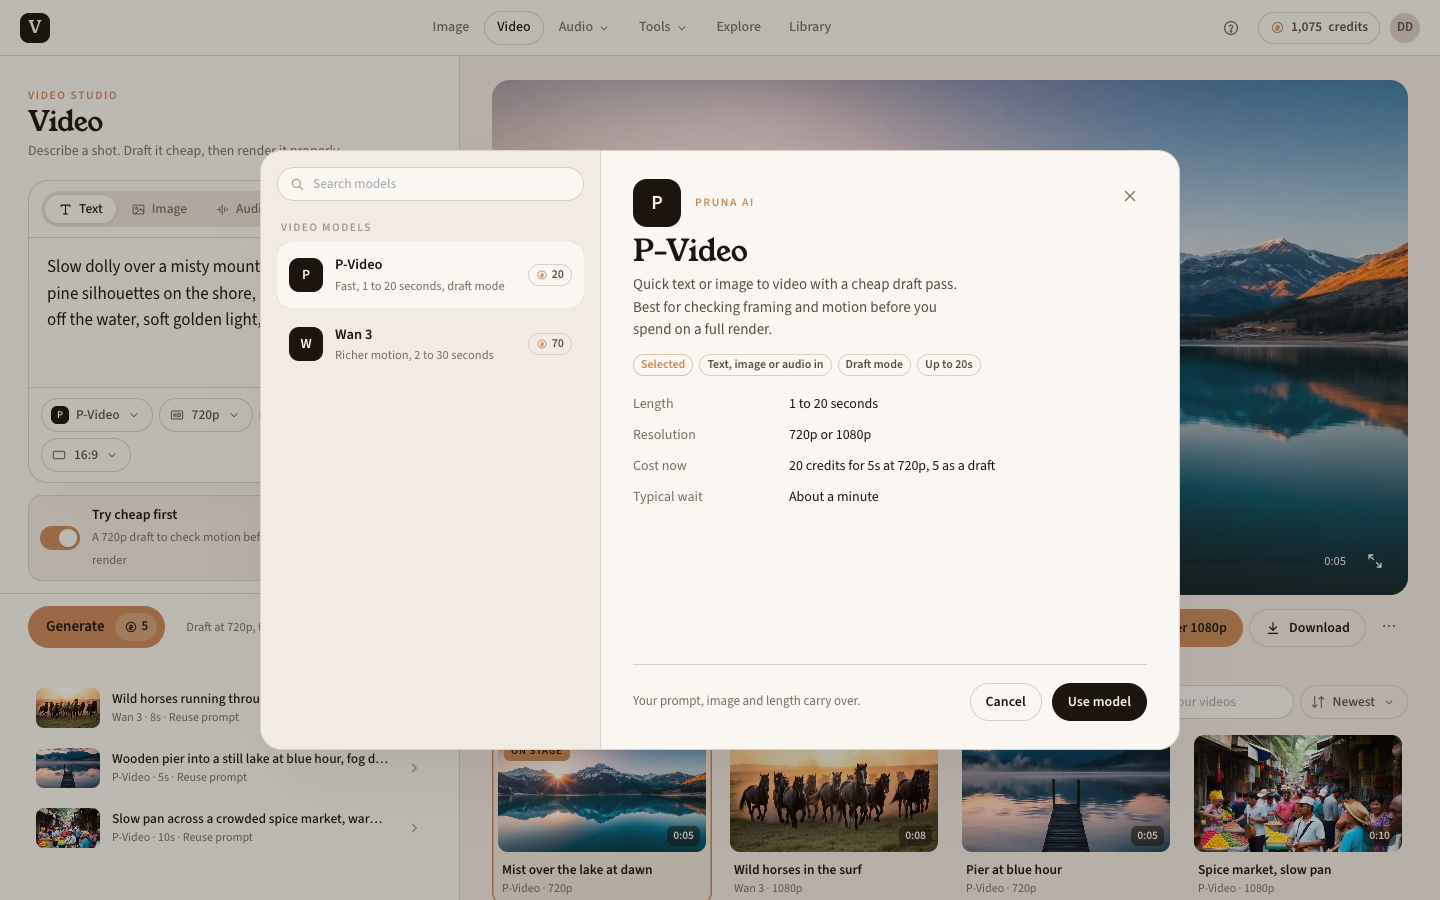 V
Image
Video
Audio
Tools
Explore
Library
1,075 credits
DD
VIDEO STUDIO
Video
Describe a shot. Draft it cheap, then render it properly.
Text
Image
Slow dolly over a misty mount
pine silhouettes on the shore,
off the water, soft golden light,
P P-Video
HD 720p
16:9
Try cheap first
A 720p draft to check motion bef
render
Generate 5
Draft at 720p,
Wild horses running throu
Wan 3 · 8s · Reuse prompt
Wooden pier into a still lake at blue hour, fog d…
P-Video · 5s · Reuse prompt
Slow pan across a crowded spice market, war…
P-Video · 10s · Reuse prompt
Search models
VIDEO MODELS
P
P-Video
Fast, 1 to 20 seconds, draft mode
20
W
Wan 3
Richer motion, 2 to 30 seconds
70
P
PRUNA AI
P-Video
Quick text or image to video with a cheap draft pass.
Best for checking framing and motion before you
spend on a full render.
Selected
Text, image or audio in
Draft mode
Up to 20s
Length 1 to 20 seconds
Resolution 720p or 1080p
Cost now 20 credits for 5s at 720p, 5 as a draft
Typical wait About a minute
Your prompt, image and length carry over.
Cancel
Use model
0:05
1080p
Download
videos
Newest
ON STAGE
0:05
Mist over the lake at dawn
P-Video · 720p
0:08
Wild horses in the surf
Wan 3 · 1080p
0:05
Pier at blue hour
P-Video · 720p
0:10
Spice market, slow pan
P-Video · 1080p